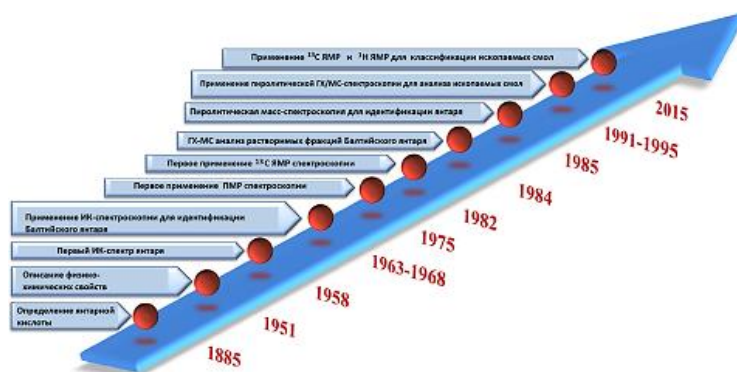 Применение ¹³C ЯМР и ¹H ЯМР для классификации ископаемых смол
Применение пиролитической ГХ/МС-спектроскопии для анализа ископаемых смол
Пиролитическая масс-спектроскопия для идентификации янтаря
ГХ-МС анализ растворимых фракций Балтийского янтаря
Первое применение ¹³C ЯМР спектроскопии
Первое применение ПМР спектроскопии
Применение ИК-спектроскопии для идентификации
Балтийского янтаря
Первый ИК-спектр янтаря
Описание физико-
химических свойств
Определение янтарной
кислоты
2015
1991-1995
1985
1984
1982
1975
1963-1968
1958
1951
1885